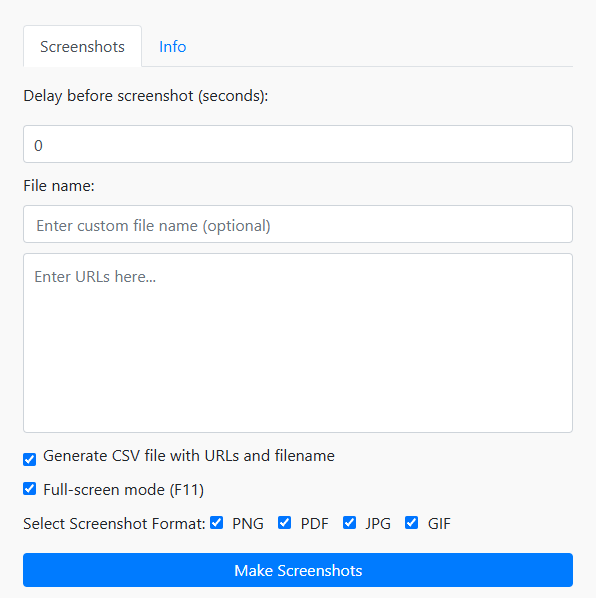 Screenshots Info
Delay before screenshot (seconds):
0
File name:
Enter custom file name (optional)
Enter URLs here...
Generate CSV file with URLs and filename
Full-screen mode (F11)
Select Screenshot Format: PNG PDF JPG GIF
Make Screenshots